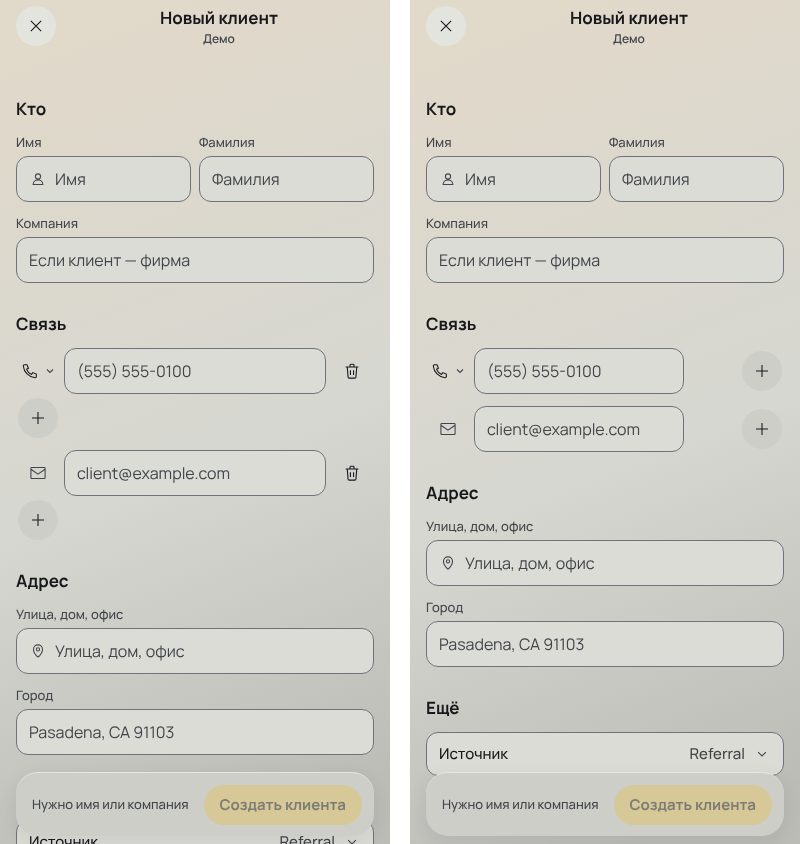 Новый клиент
Демо
Кто
Имя
Фамилия
Имя
Фамилия
Компания
Если клиент — фирма
Связь
(555) 555-0100
client@example.com
Адрес
Улица, дом, офис
Улица, дом, офис
Город
Pasadena, CA 91103
Нужно имя или компания
Создать клиента
Источник
Referral
Новый клиент
Демо
Кто
Имя
Фамилия
Имя
Фамилия
Компания
Если клиент — фирма
Связь
(555) 555-0100
client@example.com
Адрес
Улица, дом, офис
Улица, дом, офис
Город
Pasadena, CA 91103
Ещё
Источник
Referral
Нужно имя или компания
Создать клиента